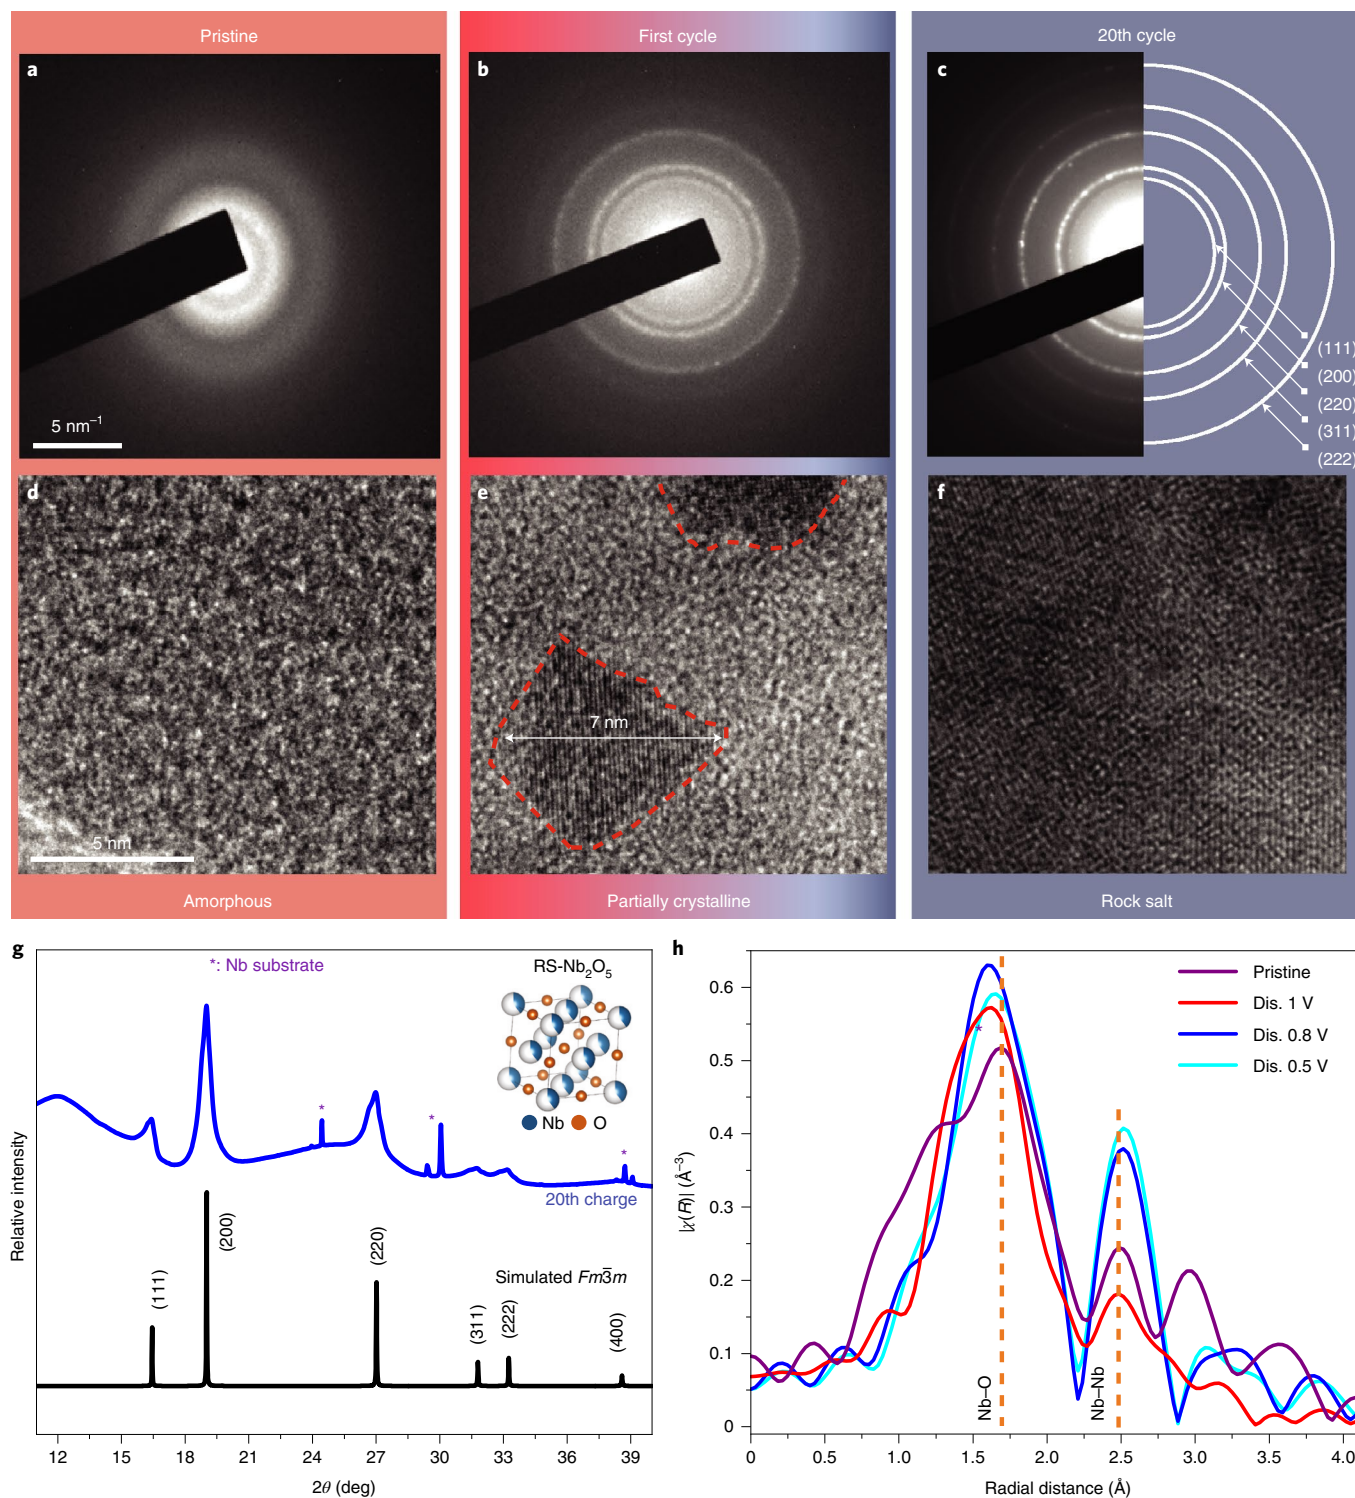 Pristine
First cycle
20th cycle
a
b
c
5 nm⁻¹
(111)
(200)
(220)
(311)
(222)
d
e
f
7 nm
5 nm
Amorphous
Partially crystalline
Rock salt
g
*: Nb substrate
RS-Nb₂O₅
Nb
O
*
*
*
20th charge
Simulated Fm3̅m
(111)
(200)
(220)
(311)
(222)
(400)
Relative intensity
12 15 18 21 24 27 30 33 36 39
2θ (deg)
h
Pristine
Dis. 1 V
Dis. 0.8 V
Dis. 0.5 V
*
Nb–O
Nb–Nb
|χ(R)| (Å⁻³)
0.6
0.5
0.4
0.3
0.2
0.1
0
0 0.5 1.0 1.5 2.0 2.5 3.0 3.5 4.0
Radial distance (Å)